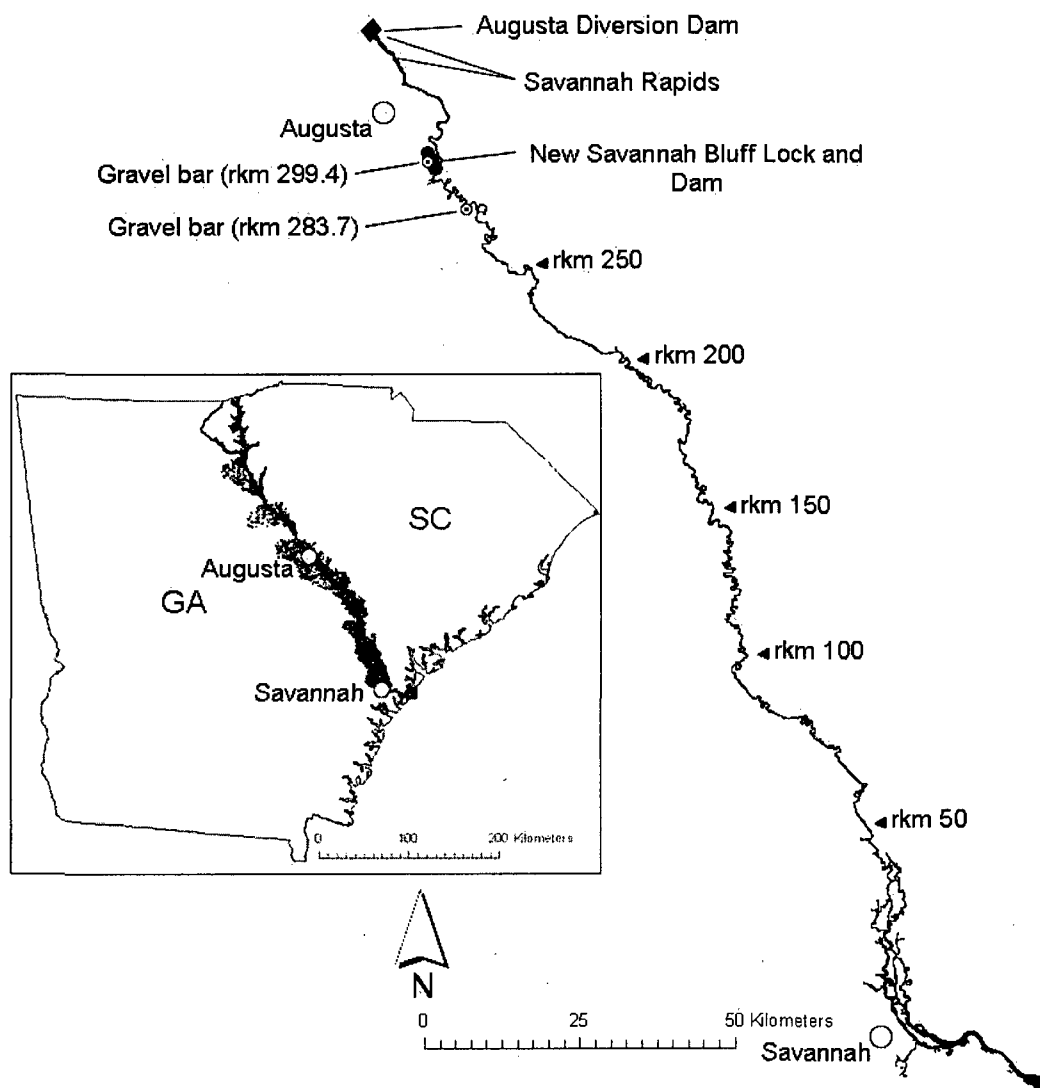 Augusta Diversion Dam
Savannah Rapids
Augusta
New Savannah Bluff Lock and
Dam
Gravel bar (rkm 299.4)
Gravel bar (rkm 283.7)
rkm 250
rkm 200
rkm 150
rkm 100
rkm 50
SC
Augusta
GA
Savannah
0 100 200 Kilometers
N
0 25 50 Kilometers
Savannah